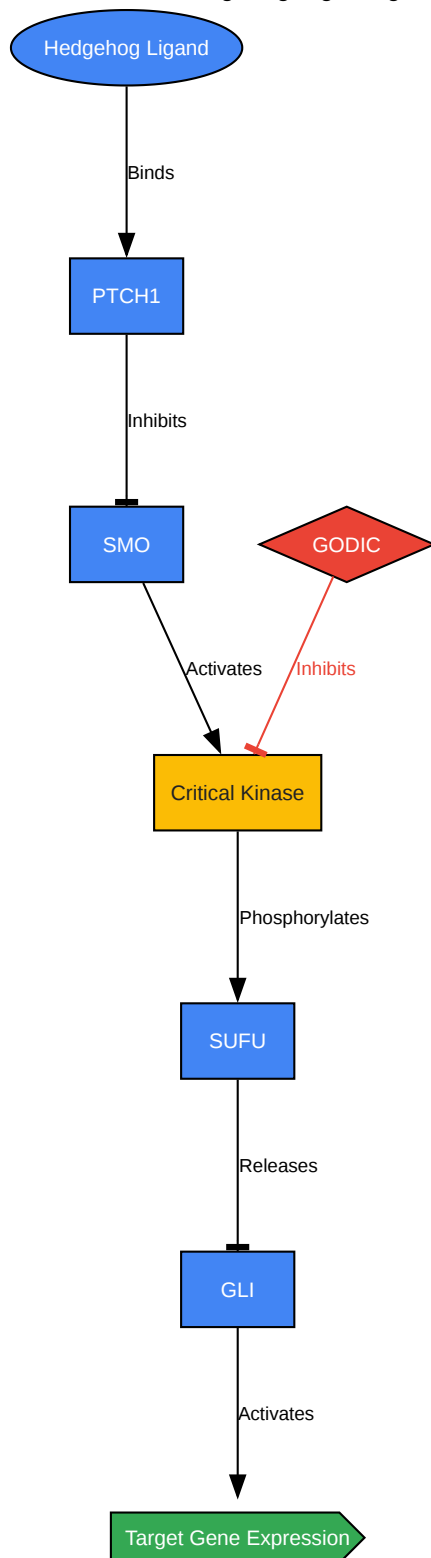 Hedgehog Ligand
Binds
PTCH1
Inhibits
SMO
GODIC
Activates
Inhibits
Critical Kinase
Phosphorylates
SUFU
Releases
GLI
Activates
Target Gene Expression